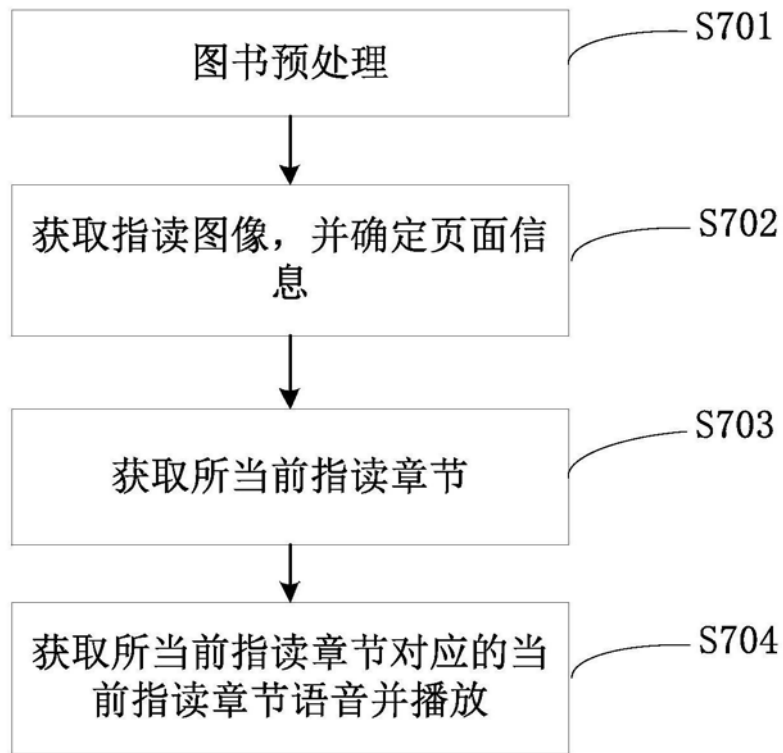 图书预处理
S701
获取指读图像，并确定页面信
息
S702
获取所当前指读章节
S703
获取所当前指读章节对应的当
前指读章节语音并播放
S704